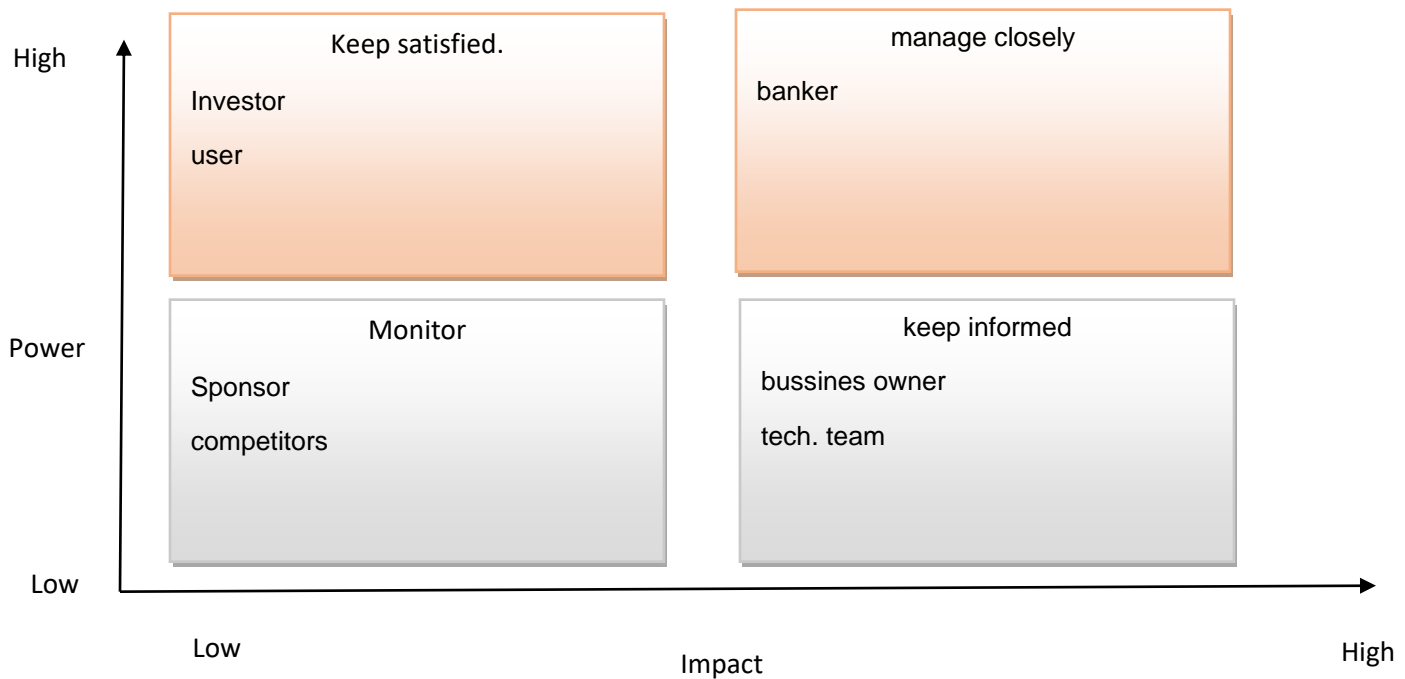 High
Keep satisfied.
Investor
user
manage closely
banker
Power
Monitor
Sponsor
competitors
keep informed
bussines owner
tech. team
Low
Low
Impact
High